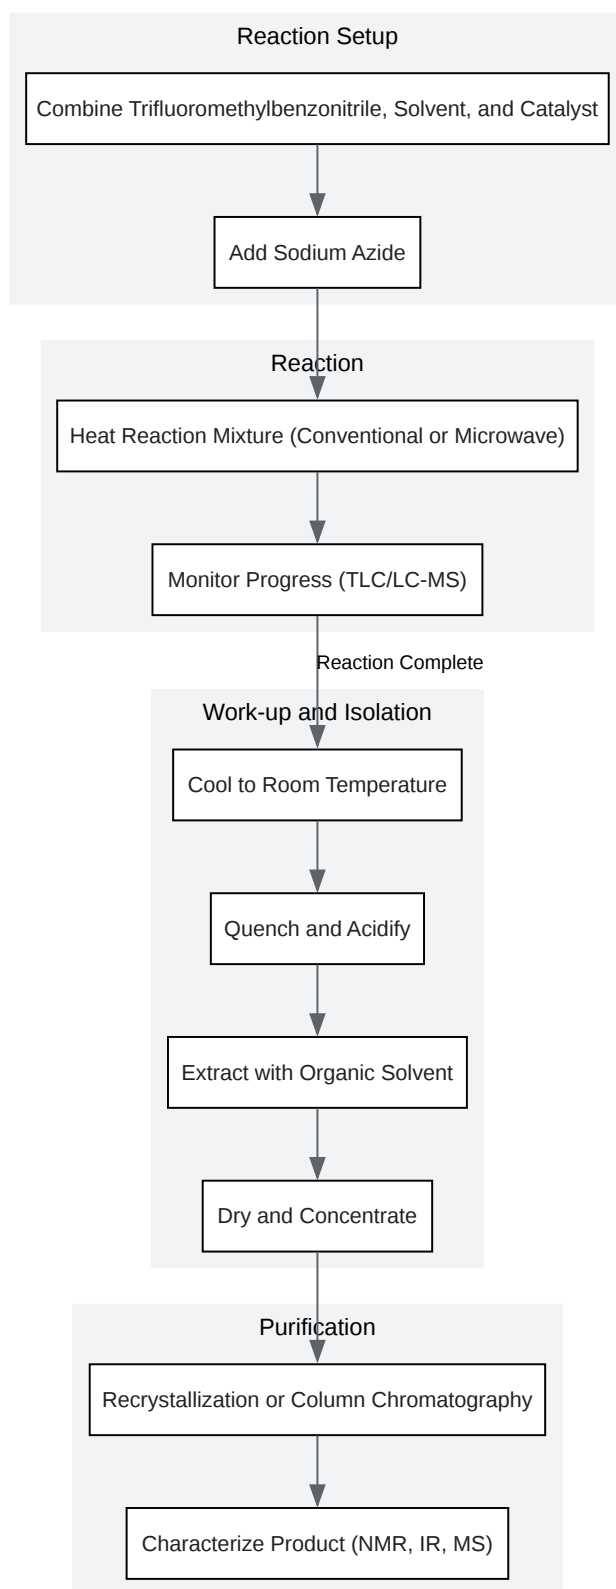 Reaction Setup
Combine Trifluoromethylbenzonitrile, Solvent, and Catalyst
Add Sodium Azide
Reaction
Heat Reaction Mixture (Conventional or Microwave)
Monitor Progress (TLC/LC-MS)
Reaction Complete
Work-up and Isolation
Cool to Room Temperature
Quench and Acidify
Extract with Organic Solvent
Dry and Concentrate
Purification
Recrystallization or Column Chromatography
Characterize Product (NMR, IR, MS)